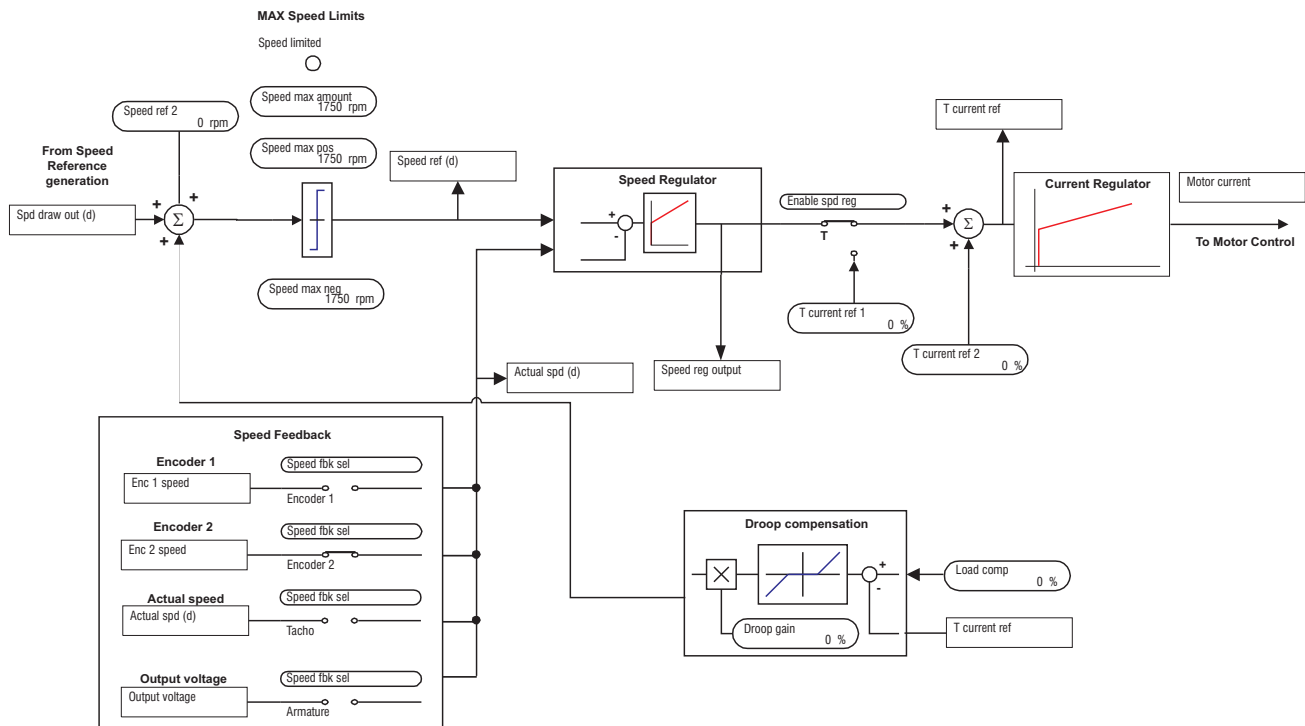 MAX Speed Limits
Speed limited
Speed max amount
1750 rpm
Speed ref 2
0 rpm
T current ref
From Speed
Reference
generation
Speed max pos
1750 rpm
Speed ref (d)
Speed Regulator
Current Regulator
Motor current
Enable spd reg
Spd draw out (d)
+
+
+
Σ
+
-
T
+
+
Σ
To Motor Control
Speed max neg
1750 rpm
T current ref 1
0 %
T current ref 2
0 %
Actual spd (d)
Speed reg output
Speed Feedback
Encoder 1
Speed fbk sel
Enc 1 speed
Encoder 1
Encoder 2
Speed fbk sel
Enc 2 speed
Encoder 2
Actual speed
Speed fbk sel
Actual spd (d)
Tacho
Output voltage
Speed fbk sel
Output voltage
Armature
Droop compensation
+
-
Load comp
0 %
Droop gain
0 %
T current ref